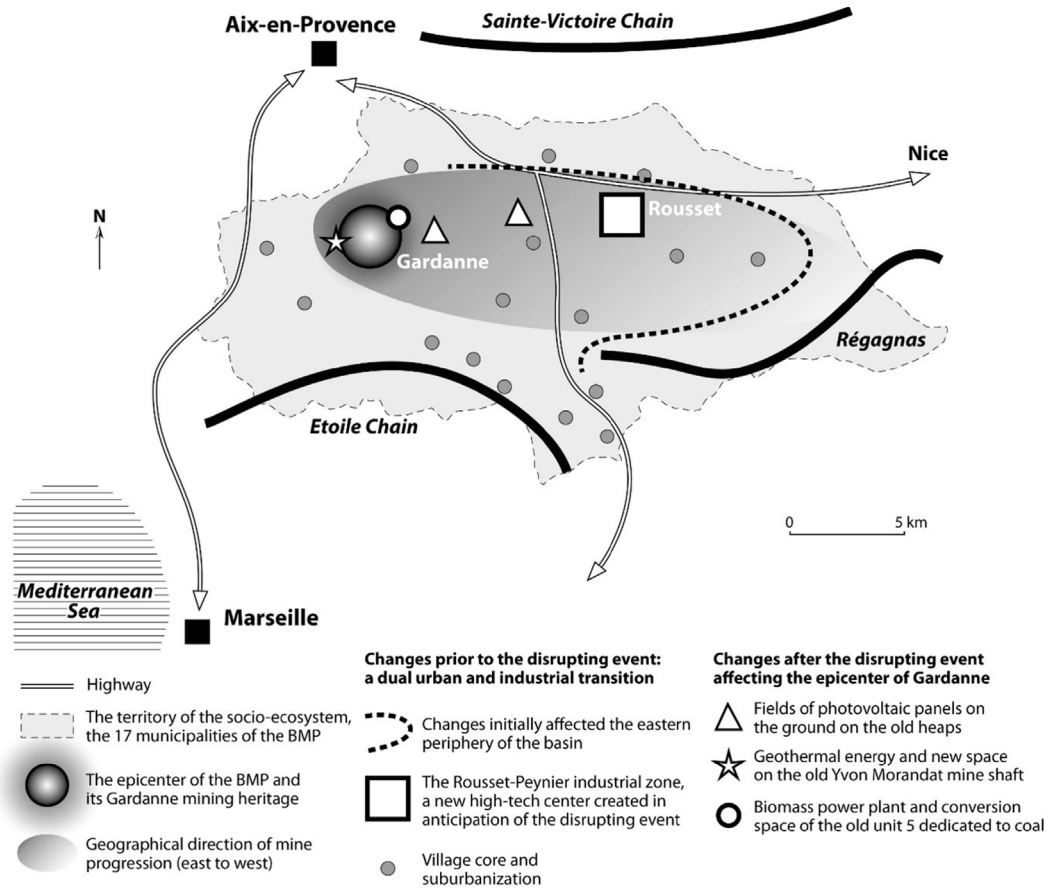 Sainte-Victoire Chain
Aix-en-Provence
Nice
N
Rousset
Gardanne
Régagnas
Etoile Chain
0 5 km
Mediterranean
Sea
Marseille
Highway
The territory of the socio-ecosystem,
the 17 municipalities of the BMP
The epicenter of the BMP and
its Gardanne mining heritage
Geographical direction of mine
progression (east to west)
Changes prior to the disrupting event:
a dual urban and industrial transition
Changes initially affected the eastern
periphery of the basin
The Rousset-Peynier industrial zone,
a new high-tech center created in
anticipation of the disrupting event
Village core and
suburbanization
Changes after the disrupting event
affecting the epicenter of Gardanne
Fields of photovoltaic panels on
the ground on the old heaps
Geothermal energy and new space
on the old Yvon Morandat mine shaft
Biomass power plant and conversion
space of the old unit 5 dedicated to coal